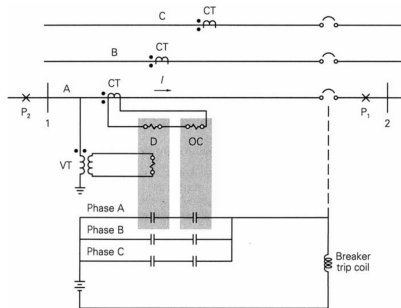 C
CT
B
CT
A
CT
I
P₂
P₁
1
2
D
OC
VT
Phase A
Phase B
Phase C
Breaker
trip coil